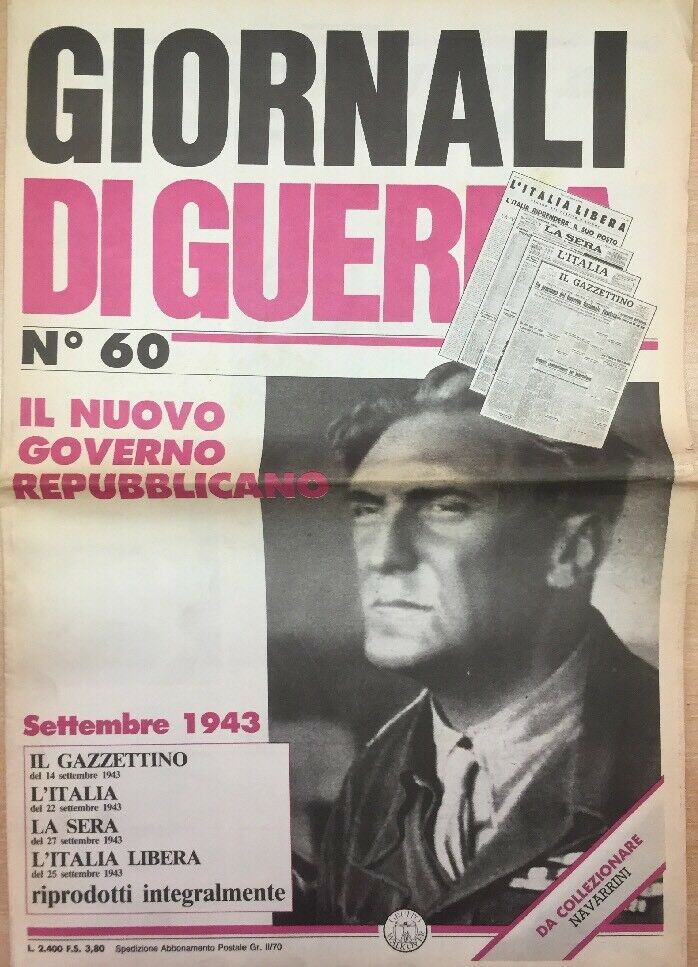 GIORNALI
DI GUERRA
L'ITALIA LIBERA
L'ITALIA RIPRENDERÀ IL SUO POSTO
LA SERA
L'ITALIA
IL GAZZETTINO
N° 60
IL NUOVO
GOVERNO
REPUBBLICANO
Settembre 1943
IL GAZZETTINO
del 14 settembre 1943
L'ITALIA
del 22 settembre 1943
LA SERA
del 27 settembre 1943
L'ITALIA LIBERA
del 25 settembre 1943
riprodotti integralmente
DA COLLEZIONARE
NAVARRINI
L. 2.400 F.S. 3,80 Spedizione Abbonamento Postale Gr. II/70